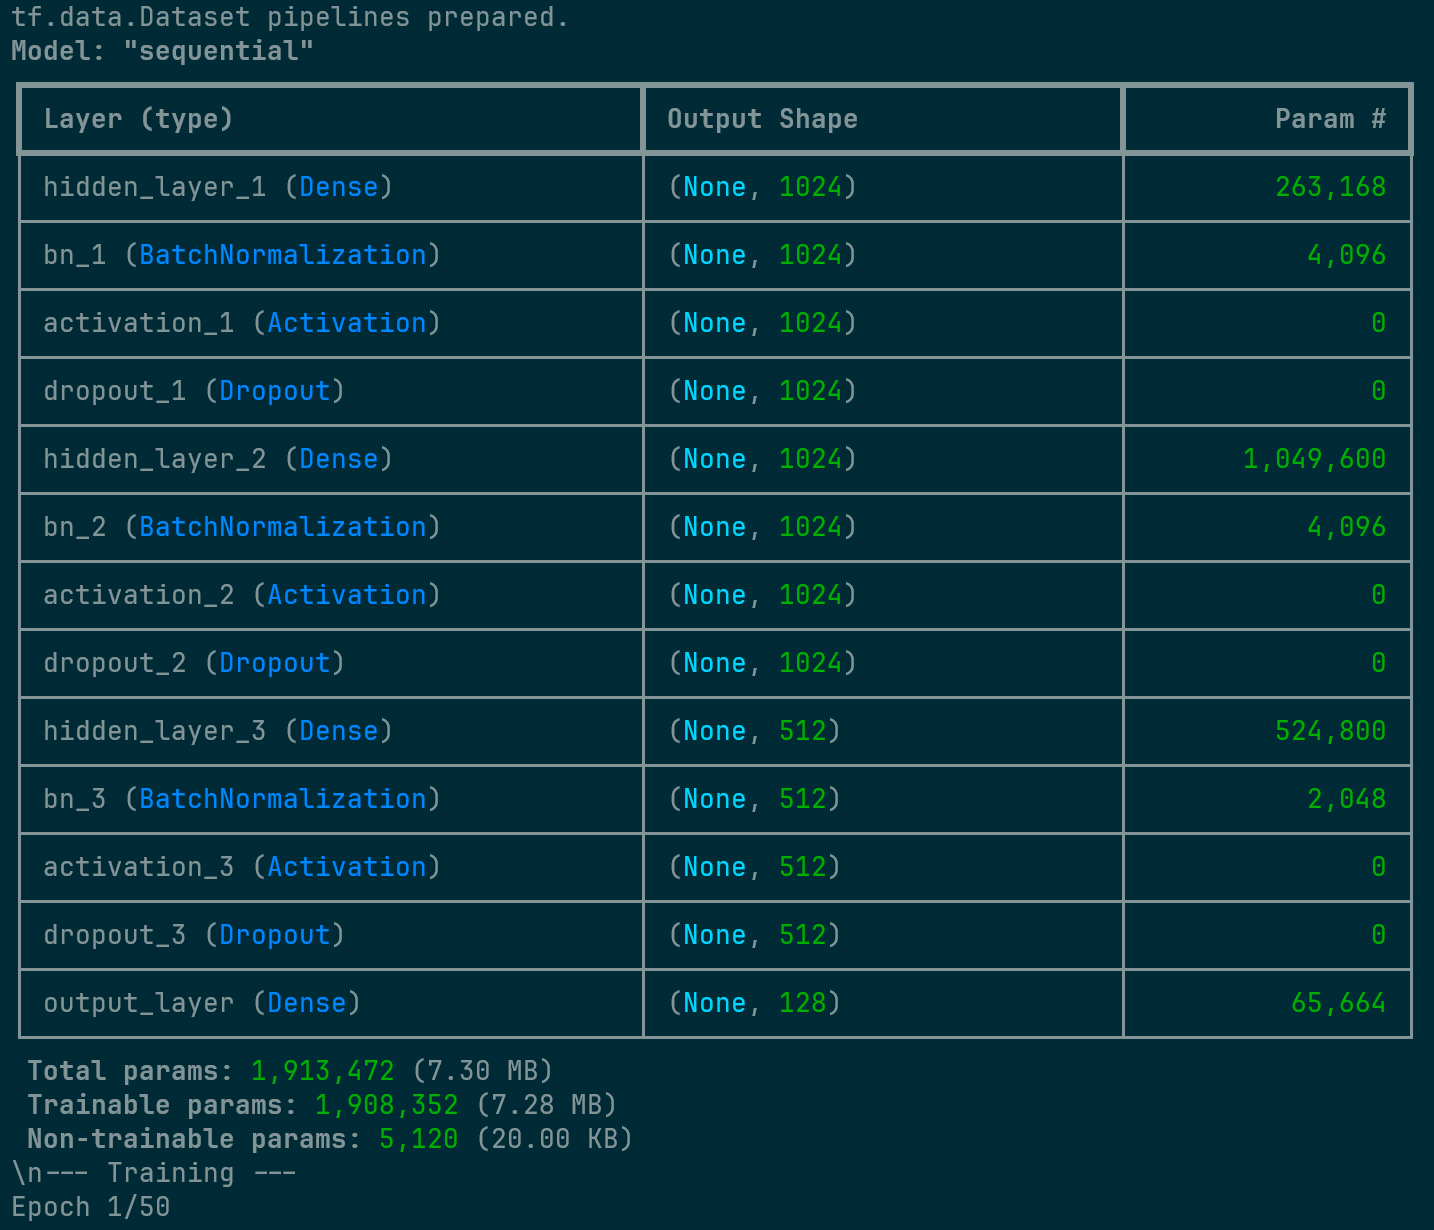 tf.data.Dataset pipelines prepared.
Model: "sequential"
Layer (type) Output Shape Param #
hidden_layer_1 (Dense) (None, 1024) 263,168
bn_1 (BatchNormalization) (None, 1024) 4,096
activation_1 (Activation) (None, 1024) 0
dropout_1 (Dropout) (None, 1024) 0
hidden_layer_2 (Dense) (None, 1024) 1,049,600
bn_2 (BatchNormalization) (None, 1024) 4,096
activation_2 (Activation) (None, 1024) 0
dropout_2 (Dropout) (None, 1024) 0
hidden_layer_3 (Dense) (None, 512) 524,800
bn_3 (BatchNormalization) (None, 512) 2,048
activation_3 (Activation) (None, 512) 0
dropout_3 (Dropout) (None, 512) 0
output_layer (Dense) (None, 128) 65,664
Total params: 1,913,472 (7.30 MB)
Trainable params: 1,908,352 (7.28 MB)
Non-trainable params: 5,120 (20.00 KB)
\n--- Training ---
Epoch 1/50